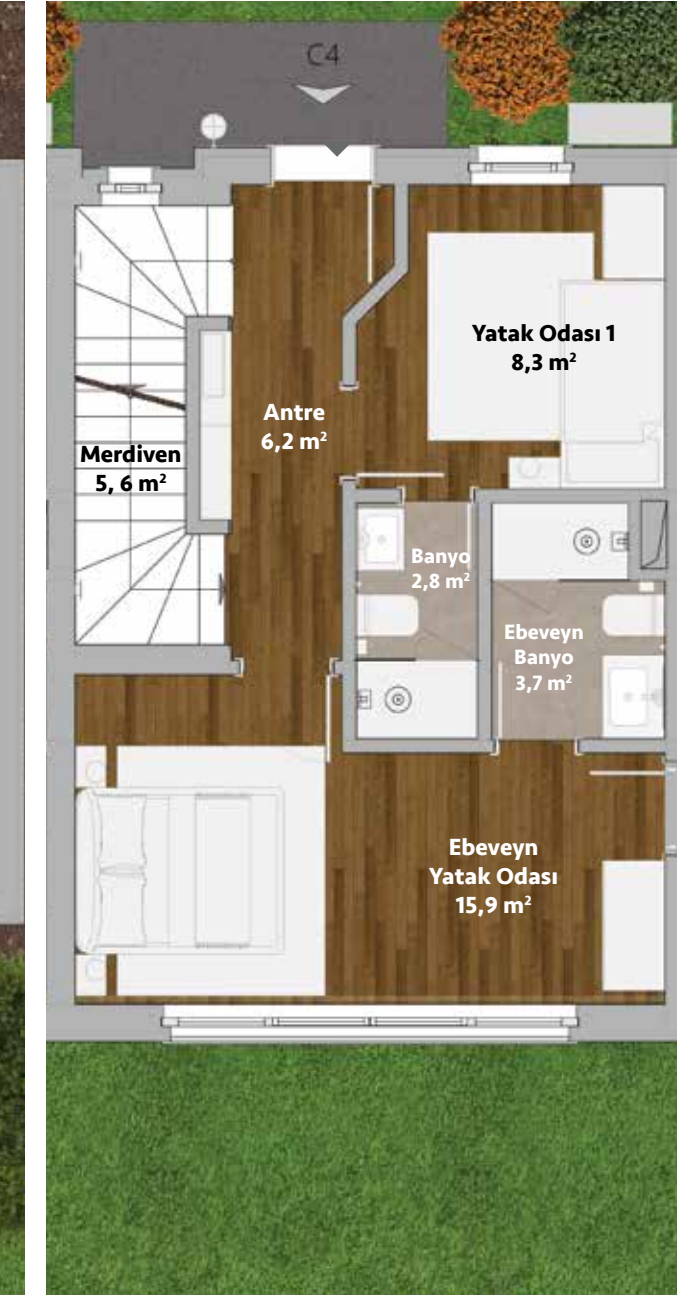 C4
Yatak Odası 1
8,3 m²
Antre
6,2 m²
Merdiven
5, 6 m²
Banyo
2,8 m²
Ebeveyn
Banyo
3,7 m²
Ebeveyn
Yatak Odası
15,9 m²